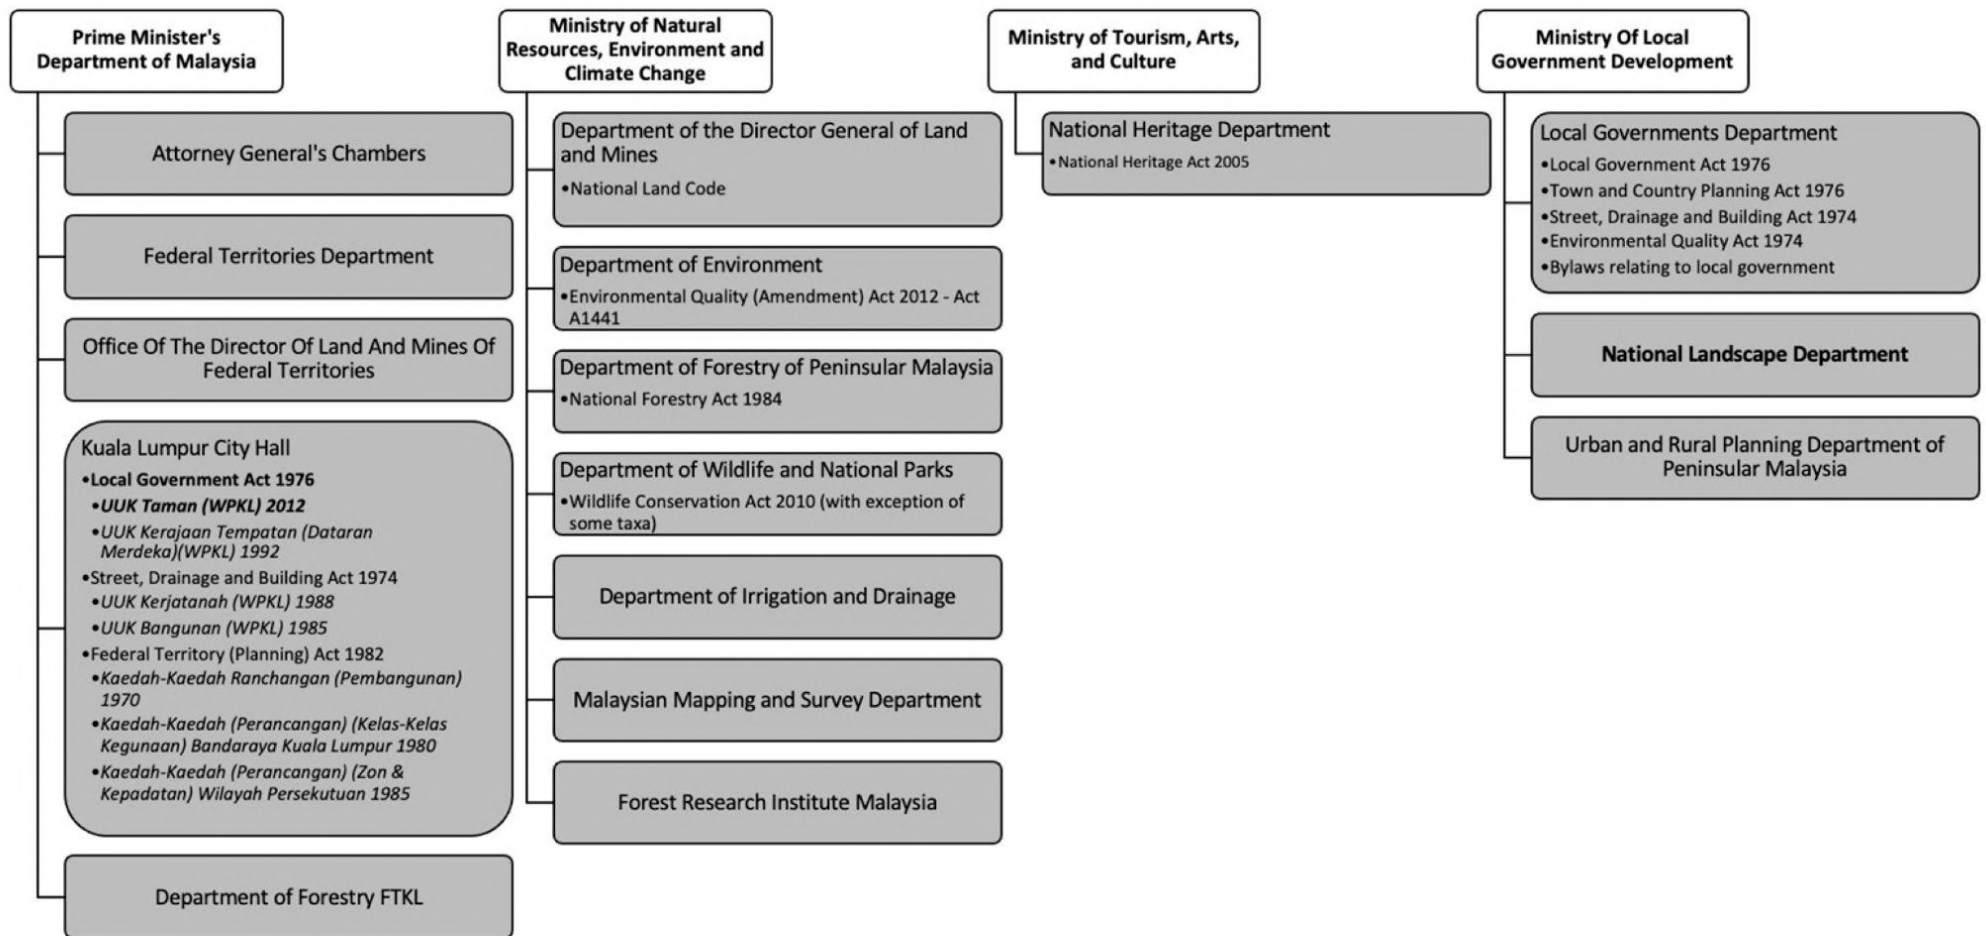 Prime Minister's
Department of Malaysia
Attorney General's Chambers
Federal Territories Department
Office Of The Director Of Land And Mines Of
Federal Territories
Kuala Lumpur City Hall
•Local Government Act 1976
•UUK Taman (WPKL) 2012
•UUK Kerajaan Tempatan (Dataran
Merdeka)(WPKL) 1992
•Street, Drainage and Building Act 1974
•UUK Kerjatanah (WPKL) 1988
•UUK Bangunan (WPKL) 1985
•Federal Territory (Planning) Act 1982
•Kaedah-Kaedah Ranchangan (Pembangunan)
1970
•Kaedah-Kaedah (Perancangan) (Kelas-Kelas
Kegunaan) Bandaraya Kuala Lumpur 1980
•Kaedah-Kaedah (Perancangan) (Zon &
Kepadatan) Wilayah Persekutuan 1985
Department of Forestry FTKL
Ministry of Natural
Resources, Environment and
Climate Change
Department of the Director General of Land
and Mines
•National Land Code
Department of Environment
•Environmental Quality (Amendment) Act 2012 - Act
A1441
Department of Forestry of Peninsular Malaysia
•National Forestry Act 1984
Department of Wildlife and National Parks
•Wildlife Conservation Act 2010 (with exception of
some taxa)
Department of Irrigation and Drainage
Malaysian Mapping and Survey Department
Forest Research Institute Malaysia
Ministry of Tourism, Arts,
and Culture
National Heritage Department
•National Heritage Act 2005
Ministry Of Local
Government Development
Local Governments Department
•Local Government Act 1976
•Town and Country Planning Act 1976
•Street, Drainage and Building Act 1974
•Environmental Quality Act 1974
•Bylaws relating to local government
National Landscape Department
Urban and Rural Planning Department of
Peninsular Malaysia